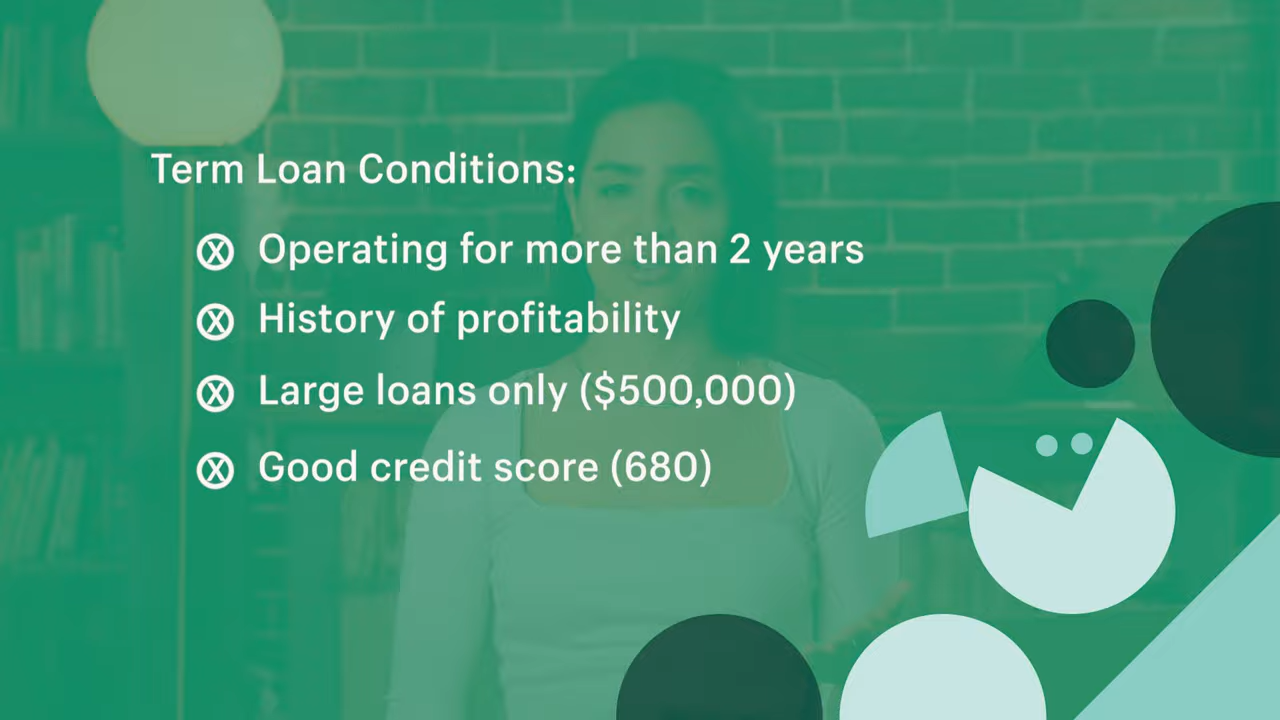 Term Loan Conditions:
Operating for more than 2 years
History of profitability
Large loans only ($500,000)
Good credit score (680)